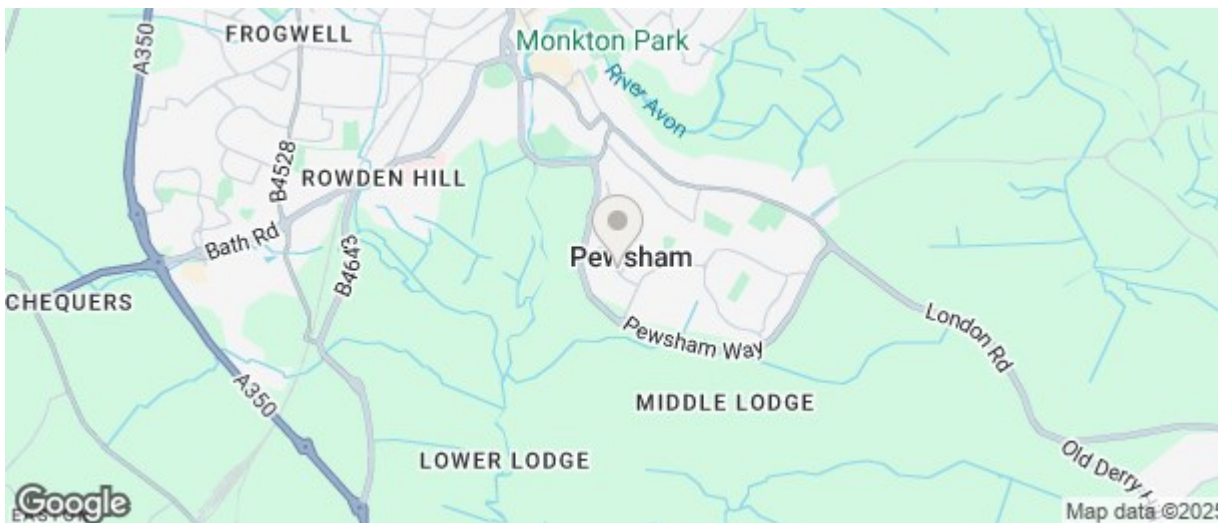 FROGWELL
Monkton Park
A350
River Avon
B4528
ROWDEN HILL
Bath Rd
B4643
Pewsham
CHEQUERS
London Rd
Pewsham Way
A350
MIDDLE LODGE
LOWER LODGE
Old Derry
Google
Map data ©2025